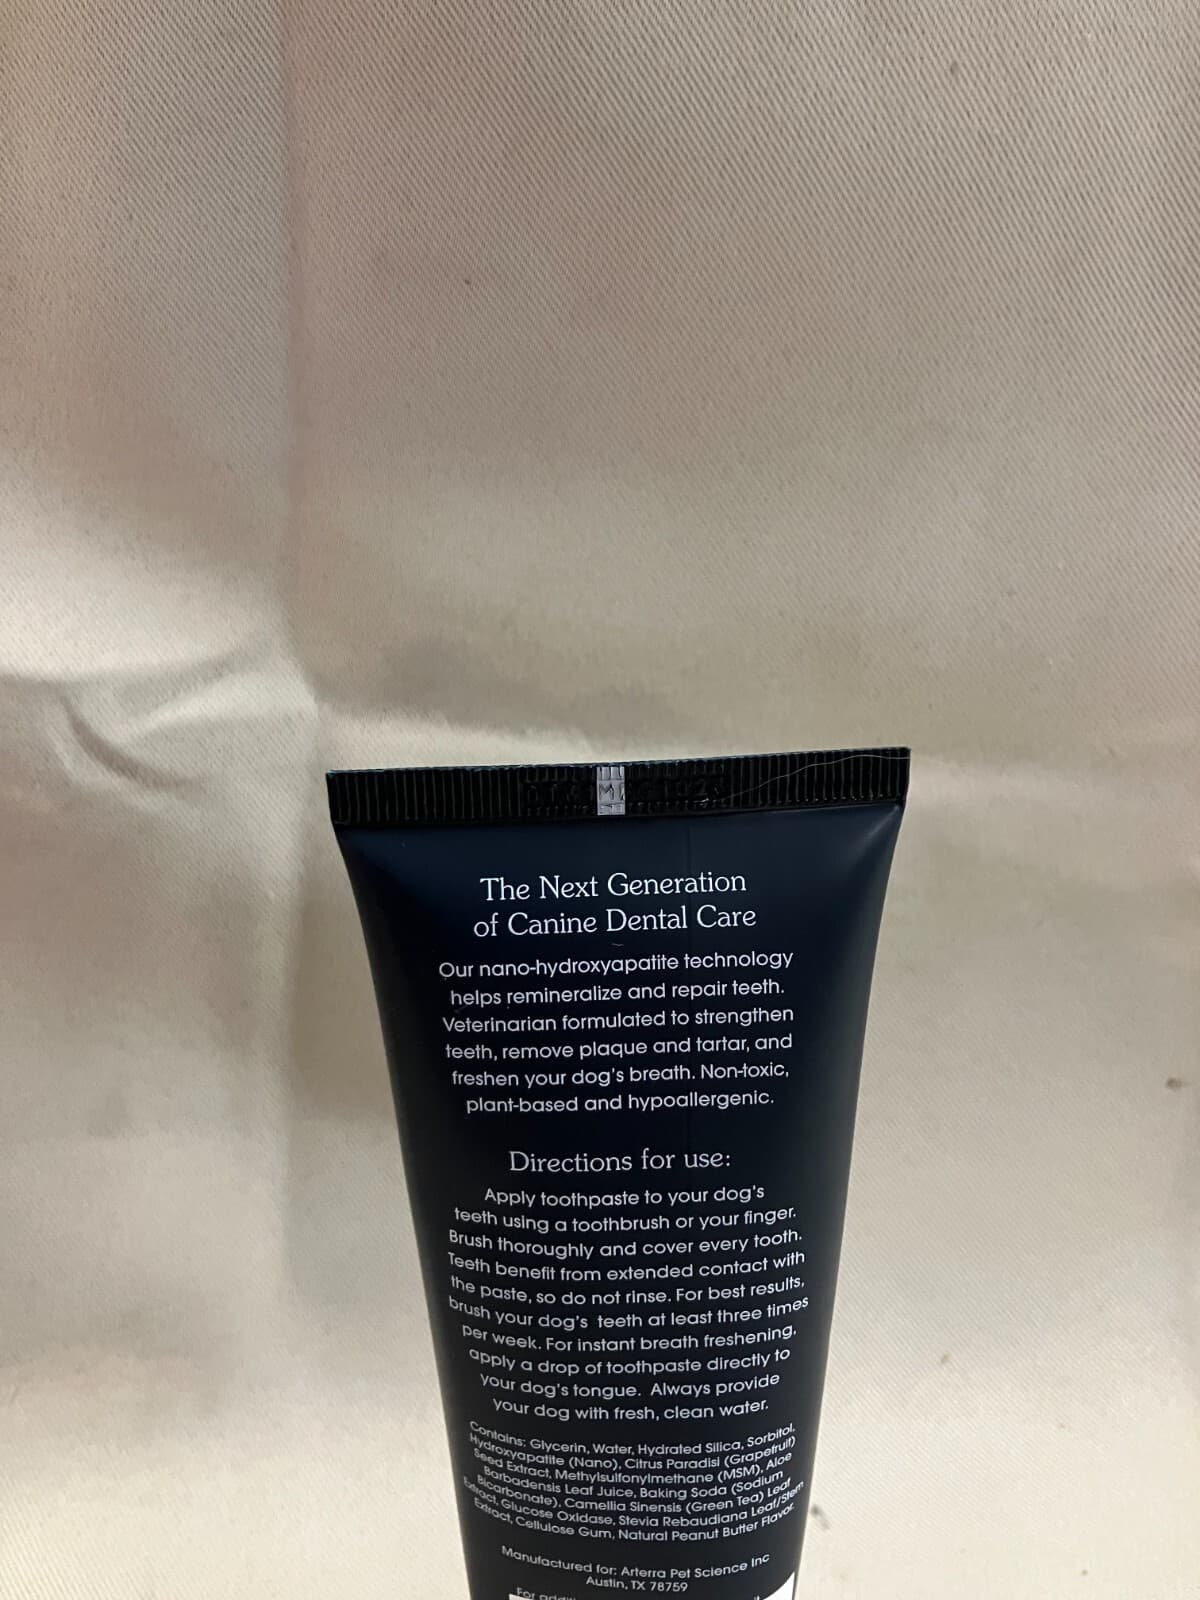 The Next Generation
of Canine Dental Care
Our nano-hydroxyapatite technology
helps remineralize and repair teeth.
Veterinarian formulated to strengthen
teeth, remove plaque and tartar, and
freshen your dog's breath. Non-toxic,
plant-based and hypoallergenic.
Directions for use:
Apply toothpaste to your dog's
teeth using a toothbrush or your finger.
Brush thoroughly and cover every tooth.
Teeth benefit from extended contact with
the paste, so do not rinse. For best results,
brush your dog's teeth at least three times
per week. For instant breath freshening,
apply a drop of toothpaste directly to
your dog's tongue. Always provide
your dog with fresh, clean water.
Contains: Glycerin, Water, Hydrated Silica, Sorbitol,
Hydroxyapatite (Nano), Citrus Paradisi (Grapefruit)
Seed Extract, Methylsulfonylmethane (MSM), Aloe
Barbadensis Leaf Juice, Baking Soda (Sodium
Bicarbonate), Camellia Sinensis (Green Tea) Leaf
Extract, Glucose Oxidase, Stevia Rebaudiana Leaf/Stem
Extract, Cellulose Gum, Natural Peanut Butter Flavor.
Manufactured for: Arterra Pet Science Inc
Austin, TX 78759
For